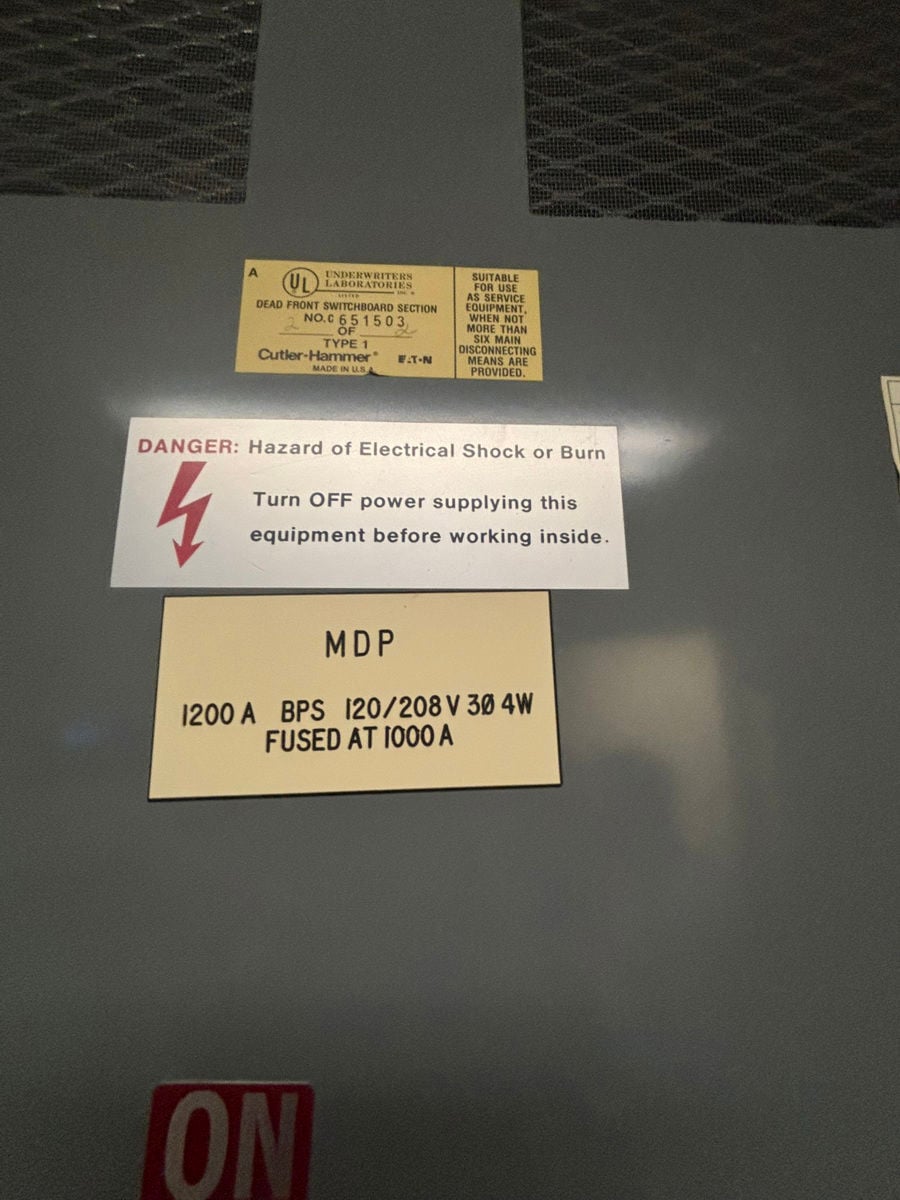 A
UL
UNDERWRITERS
LABORATORIES
LISTED INC. ®
DEAD FRONT SWITCHBOARD SECTION
NO. C 651503
2 OF 2
TYPE 1
Cutler-Hammer® E·T·N
MADE IN U.S.A.
SUITABLE
FOR USE
AS SERVICE
EQUIPMENT,
WHEN NOT
MORE THAN
SIX MAIN
DISCONNECTING
MEANS ARE
PROVIDED.
DANGER: Hazard of Electrical Shock or Burn
Turn OFF power supplying this
equipment before working inside.
MDP
1200 A BPS 120/208 V 3Ø 4W
FUSED AT 1000 A
ON